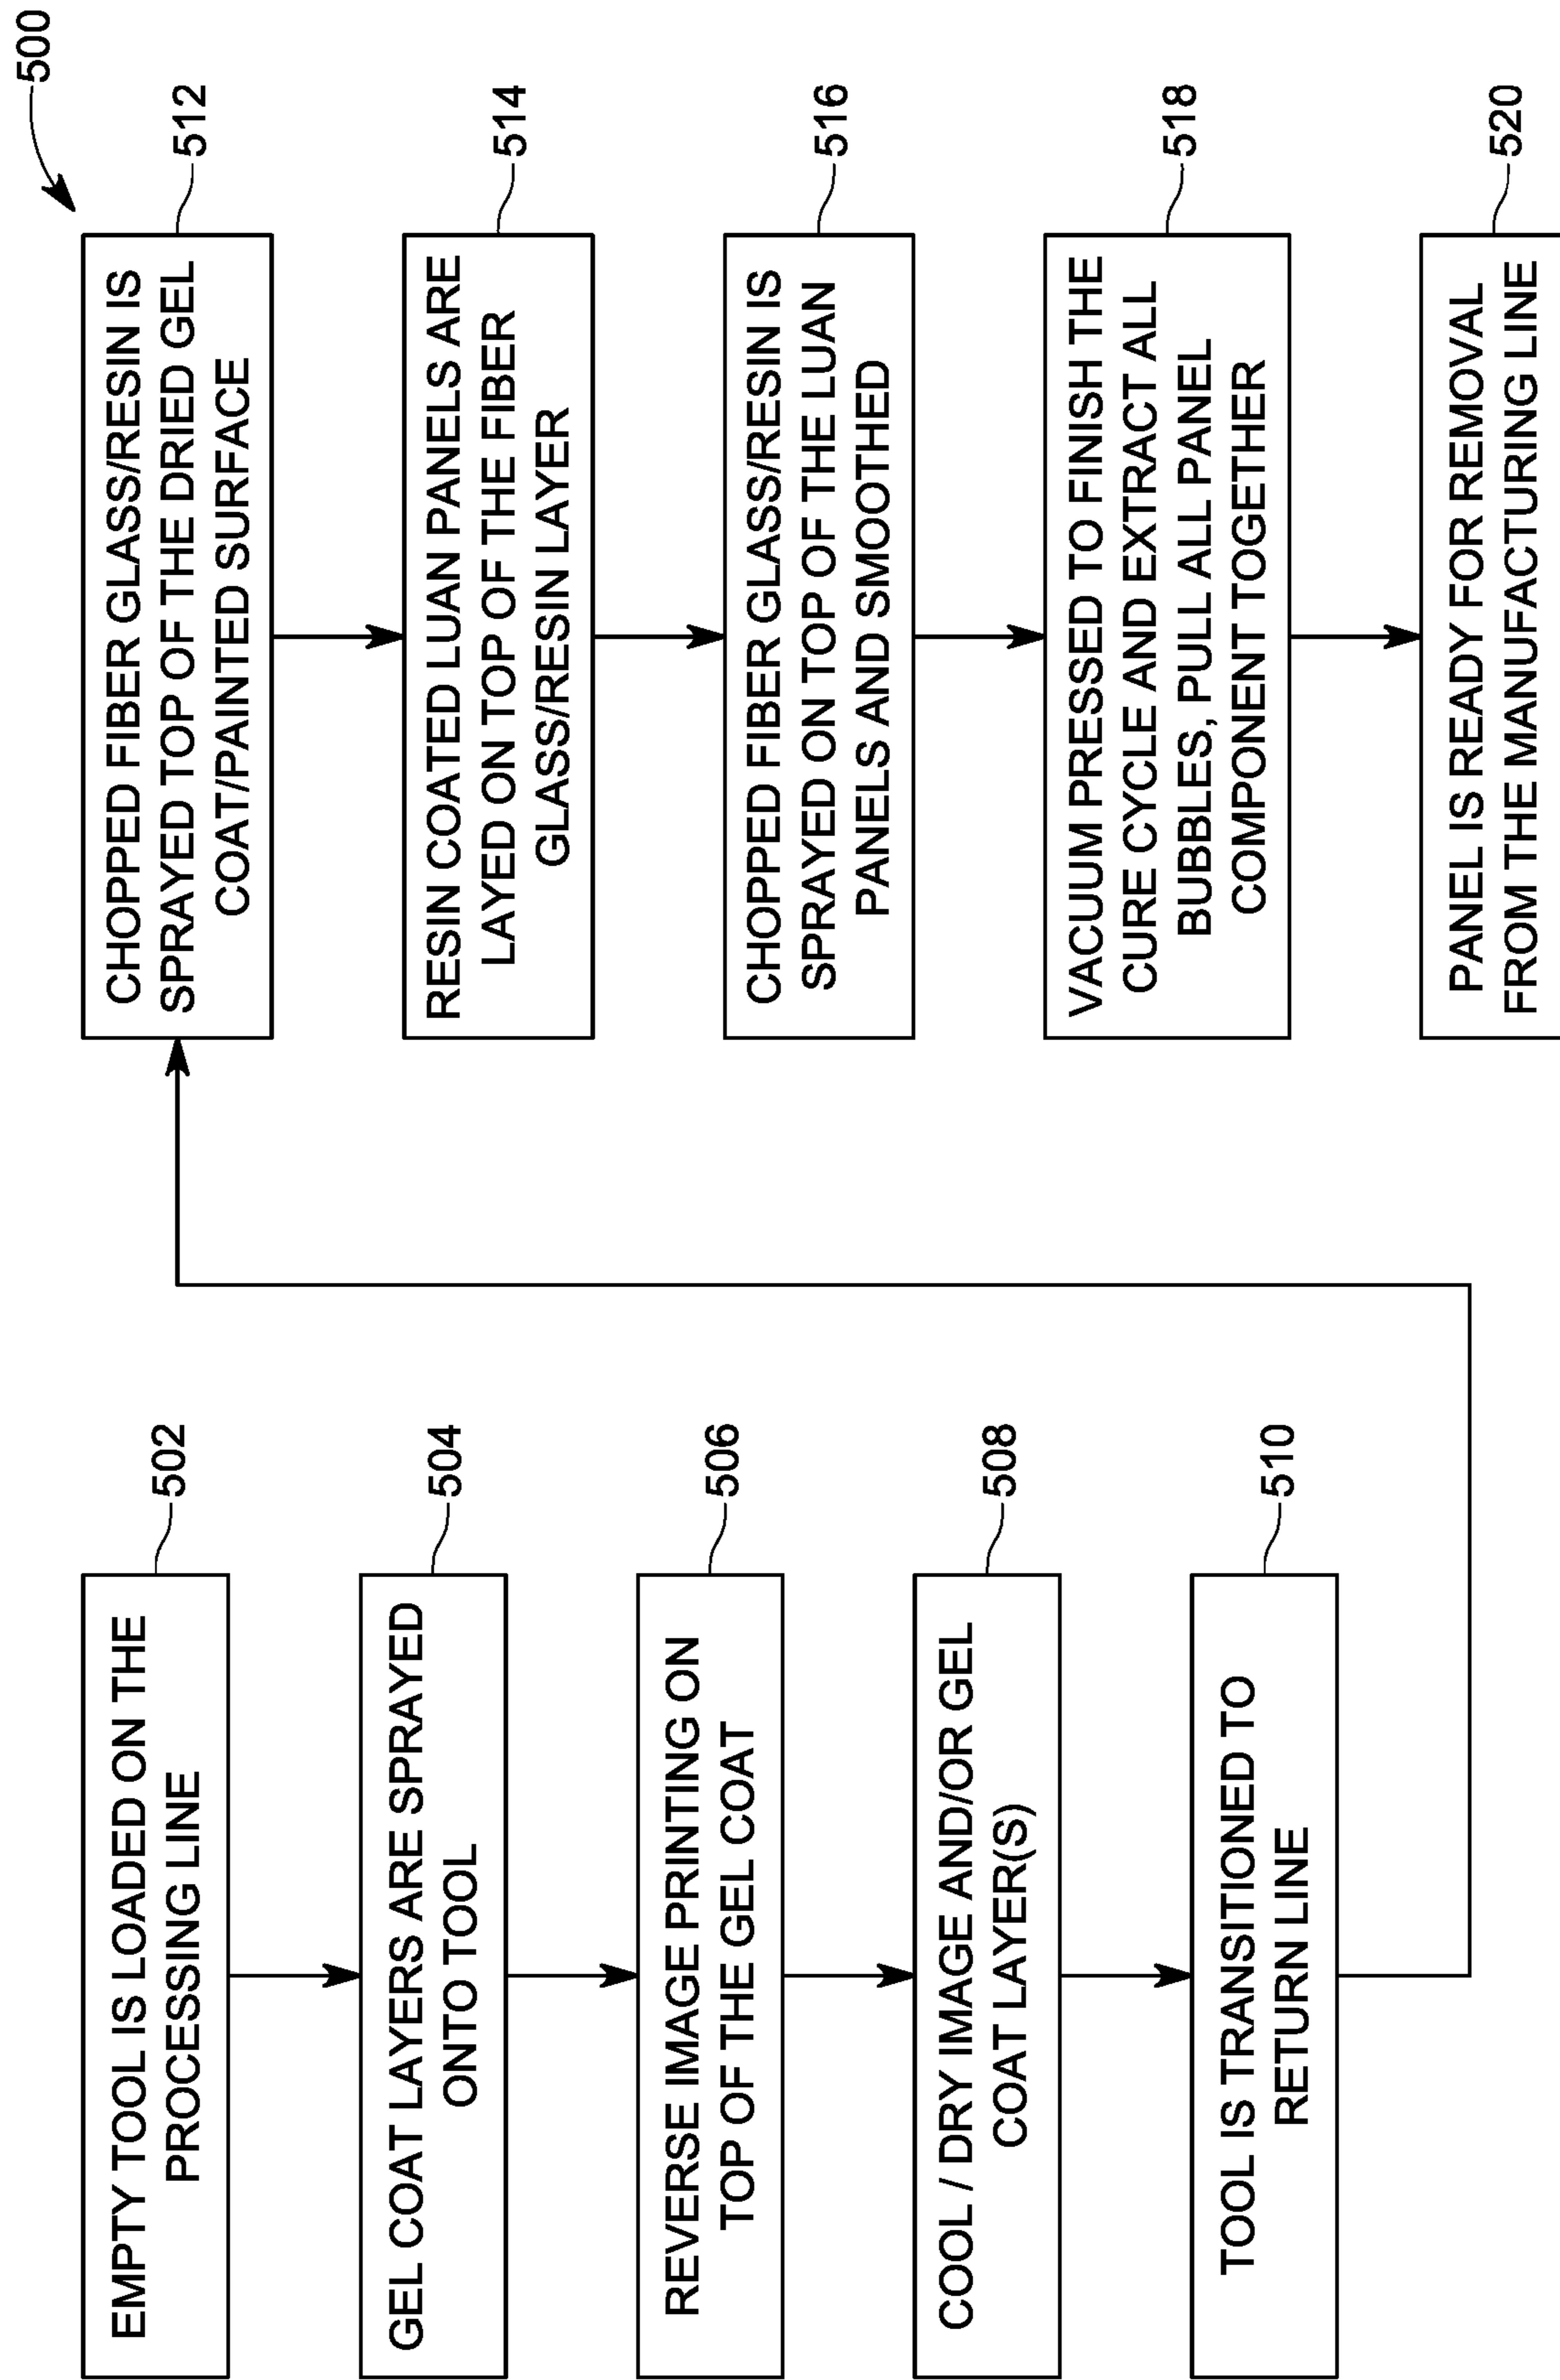 500
EMPTY TOOL IS LOADED ON THE
PROCESSING LINE
502
GEL COAT LAYERS ARE SPRAYED
ONTO TOOL
504
REVERSE IMAGE PRINTING ON
TOP OF THE GEL COAT
506
COOL / DRY IMAGE AND/OR GEL
COAT LAYER(S)
508
TOOL IS TRANSITIONED TO
RETURN LINE
510
CHOPPED FIBER GLASS/RESIN IS
SPRAYED TOP OF THE DRIED GEL
COAT/PAINTED SURFACE
512
RESIN COATED LUAN PANELS ARE
LAYED ON TOP OF THE FIBER
GLASS/RESIN LAYER
514
CHOPPED FIBER GLASS/RESIN IS
SPRAYED ON TOP OF THE LUAN
PANELS AND SMOOTHED
516
VACUUM PRESSED TO FINISH THE
CURE CYCLE AND EXTRACT ALL
BUBBLES, PULL ALL PANEL
COMPONENT TOGETHER
518
PANEL IS READY FOR REMOVAL
FROM THE MANUFACTURING LINE
520